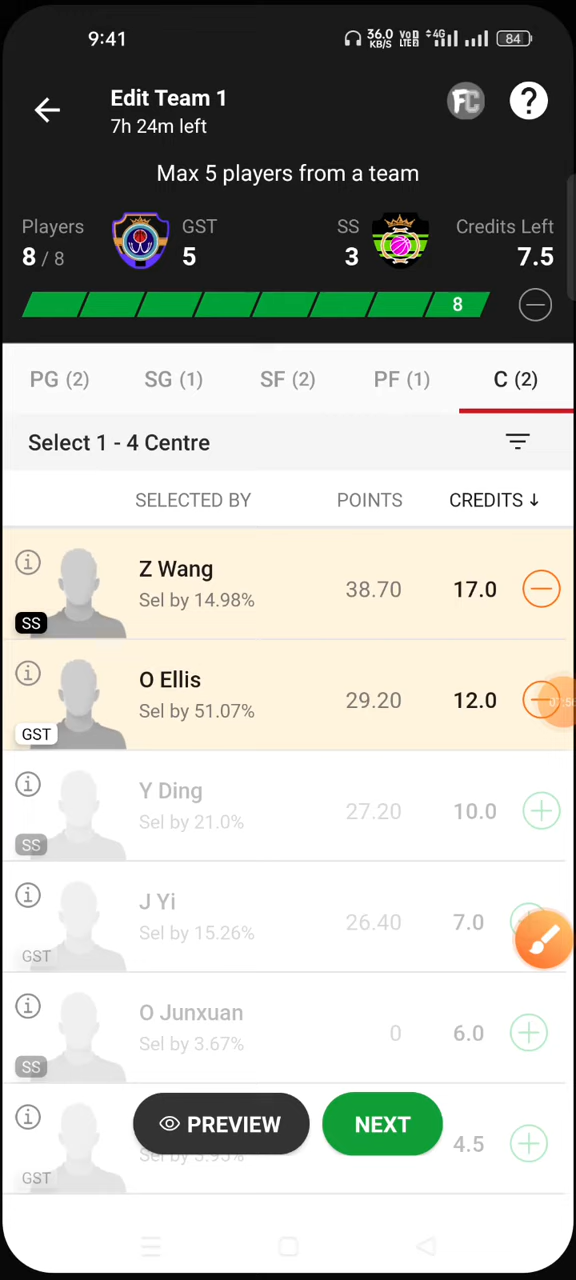 9:41 36.0 KB/S VoD LTE2 4G 84
Edit Team 1
7h 24m left
FC ?
Max 5 players from a team
Players GST SS Credits Left
8 / 8 5 3 7.5
8
PG (2) SG (1) SF (2) PF (1) C (2)
Select 1 - 4 Centre
SELECTED BY POINTS CREDITS ↓
Z Wang
Sel by 14.98% 38.70 17.0
SS
O Ellis
Sel by 51.07% 29.20 12.0
GST
Y Ding
Sel by 21.0% 27.20 10.0
SS
J Yi
Sel by 15.26% 26.40 7.0
GST
O Junxuan
Sel by 3.67% 0 6.0
SS
PREVIEW NEXT
4.5
GST